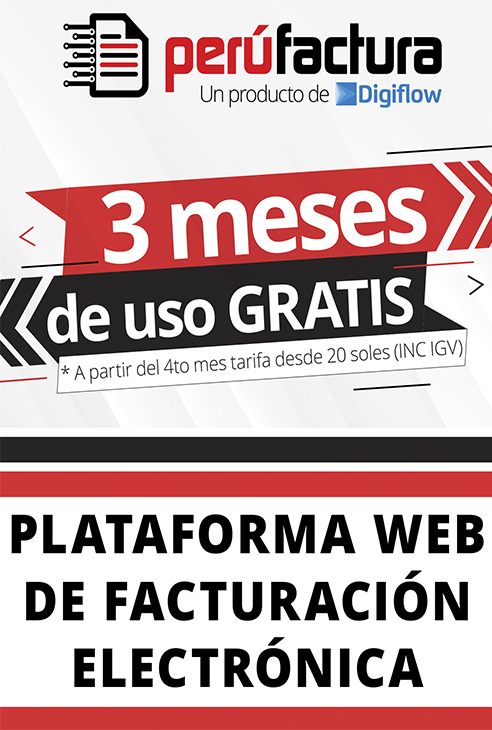 perúfactura
Un producto de Digiflow
3 meses
de uso GRATIS
* A partir del 4to mes tarifa desde 20 soles (INC IGV)
PLATAFORMA WEB
DE FACTURACIÓN
ELECTRÓNICA